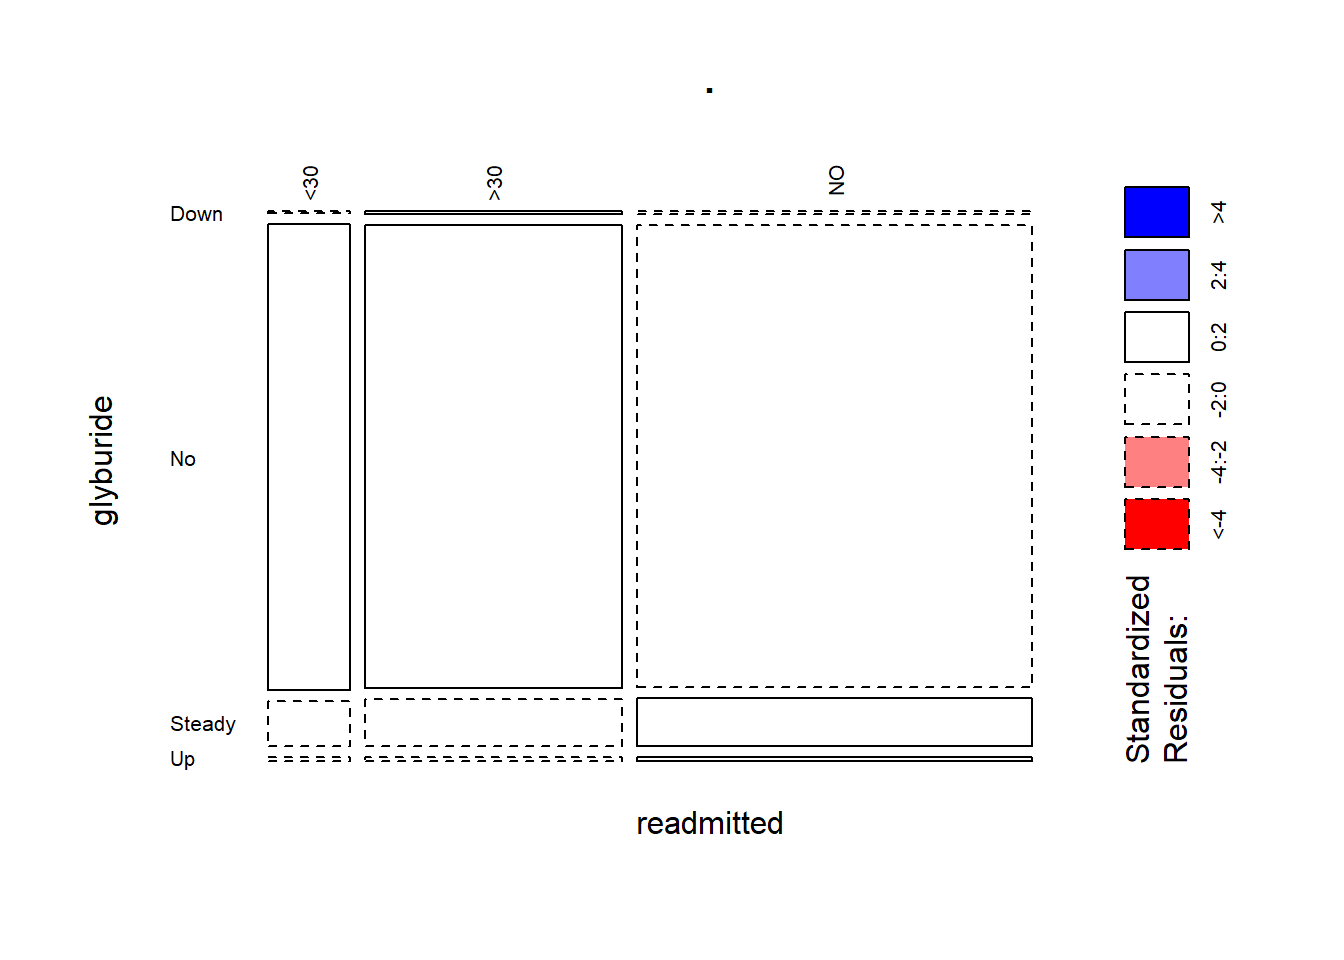 .
<30
>30
NO
Down
No
Steady
Up
glyburide
readmitted
>4
2:4
0:2
-2:0
-4:-2
<-4
Standardized
Residuals: